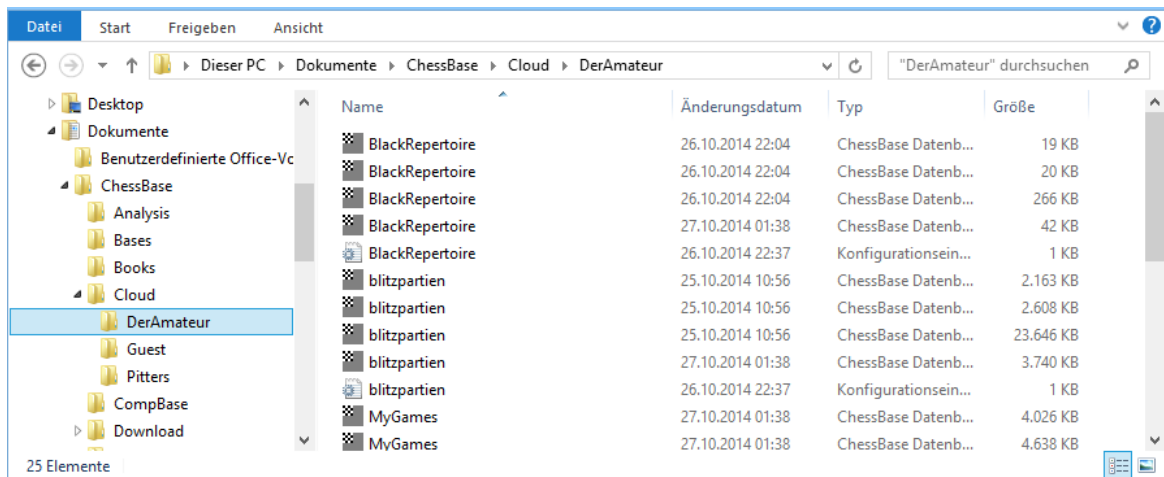 Datei Start Freigeben Ansicht
Dieser PC Dokumente ChessBase Cloud DerAmateur "DerAmateur" durchsuchen
Desktop
Dokumente
Benutzerdefinierte Office-Vo
ChessBase
Analysis
Bases
Books
Cloud
DerAmateur
Guest
Pitters
CompBase
Download
Name Änderungsdatum Typ Größe
BlackRepertoire 26.10.2014 22:04 ChessBase Datenb... 19 KB
BlackRepertoire 26.10.2014 22:04 ChessBase Datenb... 20 KB
BlackRepertoire 26.10.2014 22:04 ChessBase Datenb... 266 KB
BlackRepertoire 27.10.2014 01:38 ChessBase Datenb... 42 KB
BlackRepertoire 26.10.2014 22:37 Konfigurationsein... 1 KB
blitzpartien 25.10.2014 10:56 ChessBase Datenb... 2.163 KB
blitzpartien 25.10.2014 10:56 ChessBase Datenb... 2.608 KB
blitzpartien 25.10.2014 10:56 ChessBase Datenb... 23.646 KB
blitzpartien 27.10.2014 01:38 ChessBase Datenb... 3.740 KB
blitzpartien 26.10.2014 22:37 Konfigurationsein... 1 KB
MyGames 27.10.2014 01:38 ChessBase Datenb... 4.026 KB
MyGames 27.10.2014 01:38 ChessBase Datenb... 4.638 KB
25 Elemente